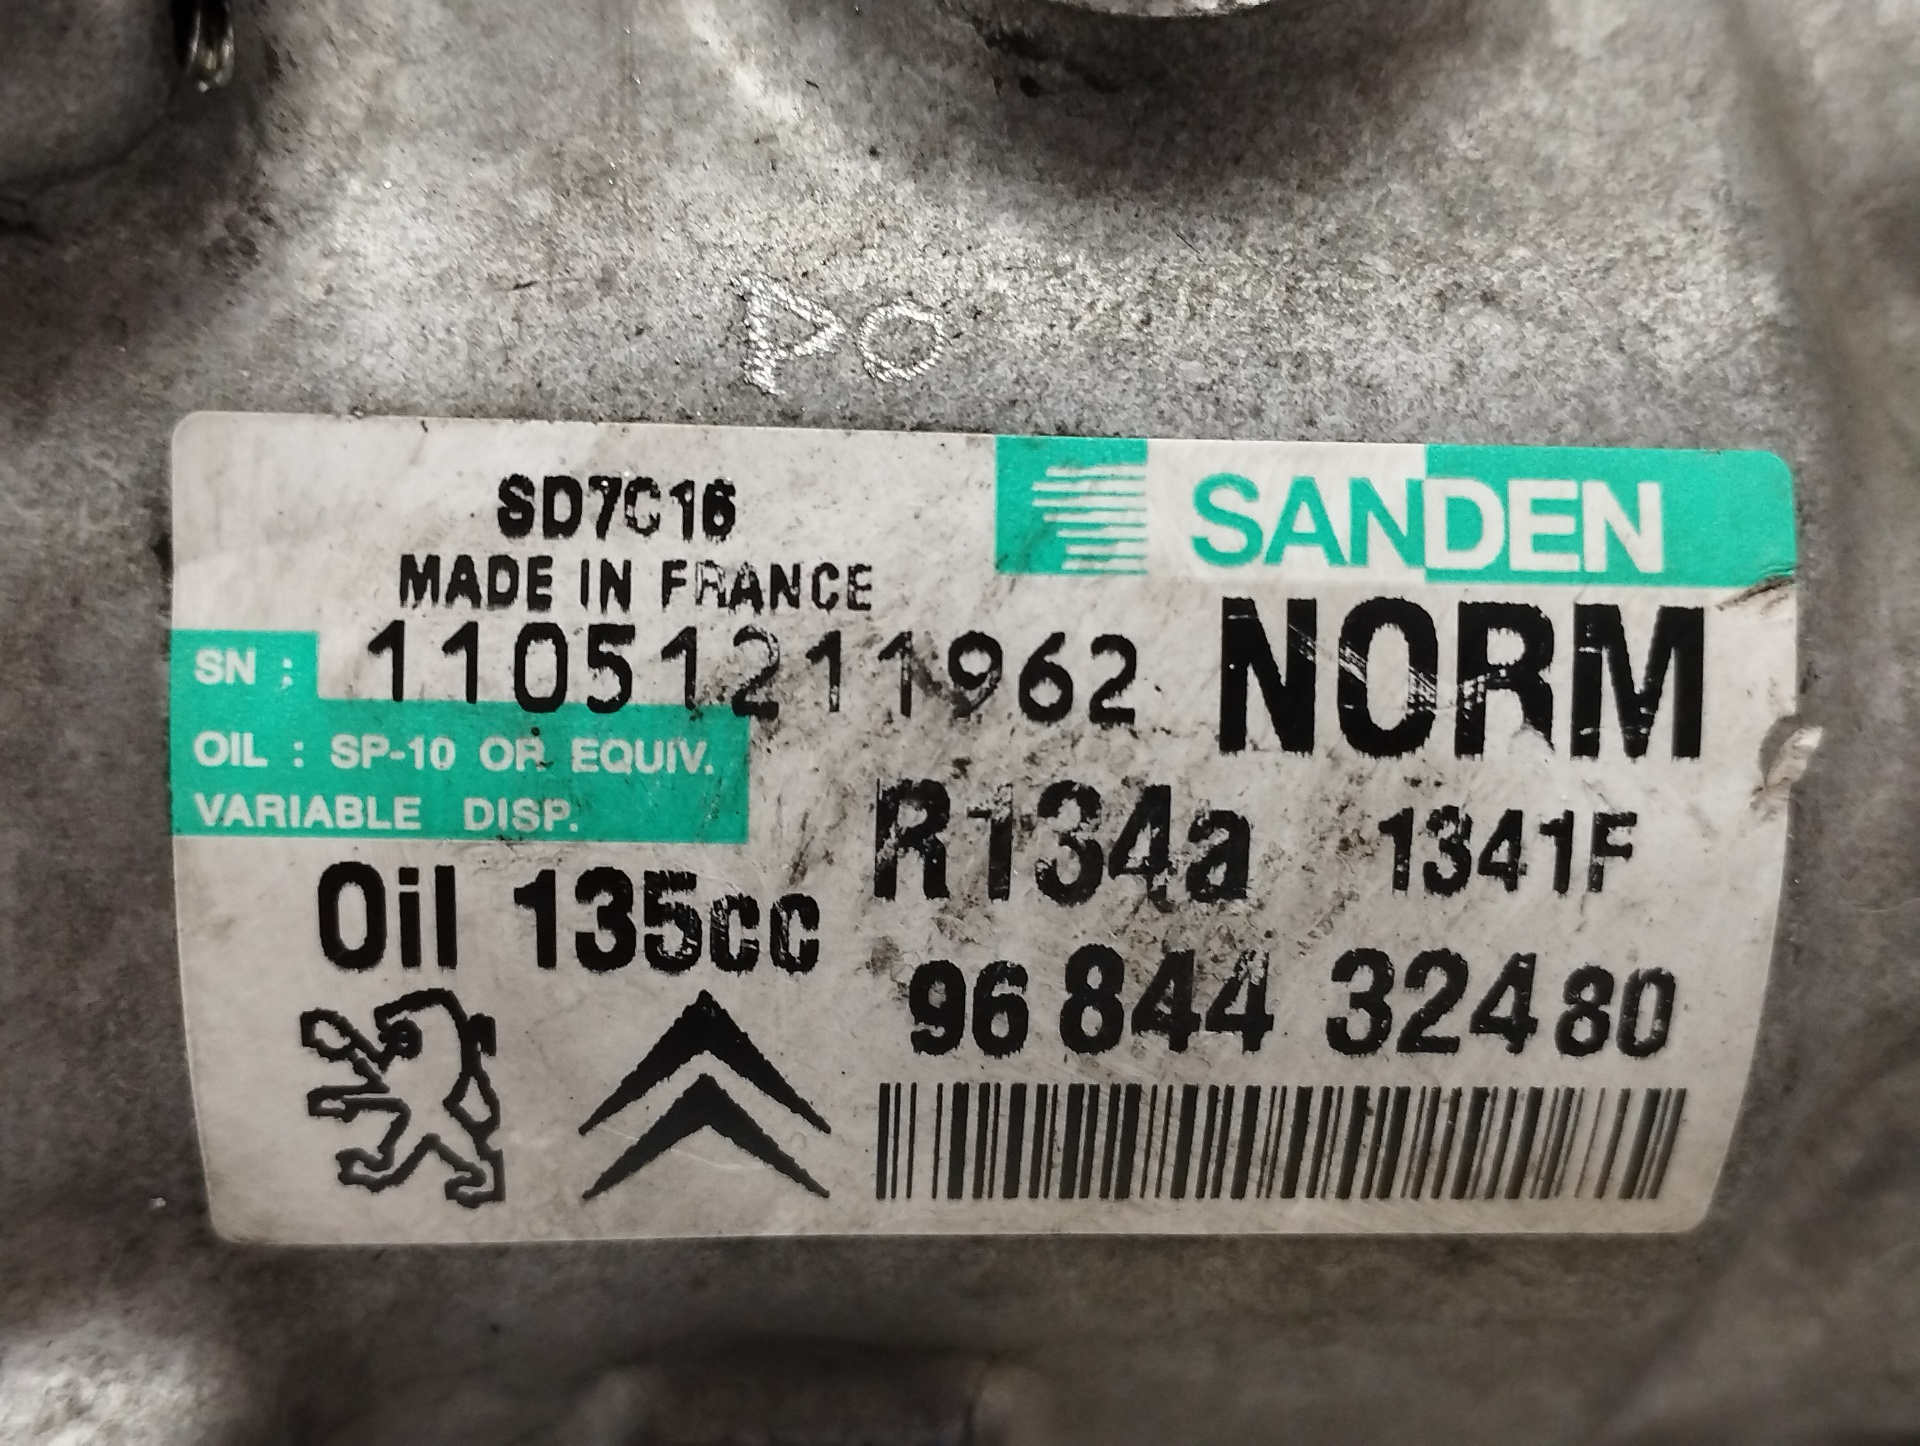 PO
SD7C16
SANDEN
MADE IN FRANCE
SN : 11051211962
NORM
OIL : SP-10 OR EQUIV.
VARIABLE DISP.
R134a 1341F
Oil 135cc
96 844 324 80